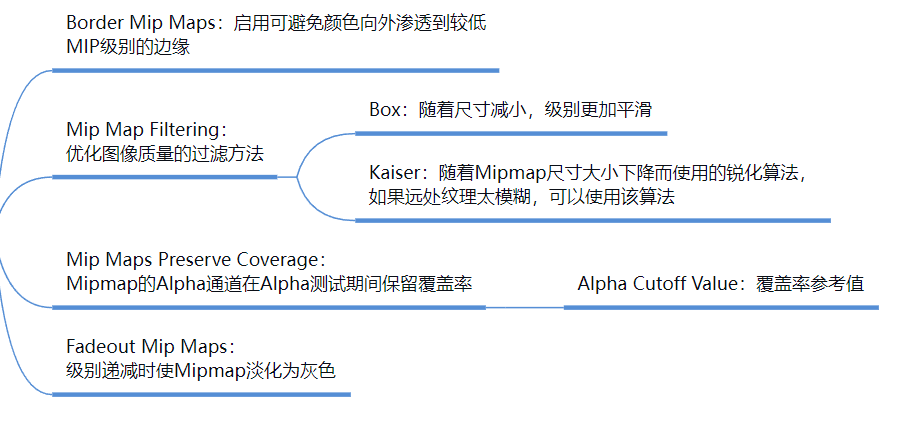 Border Mip Maps：启用可避免颜色向外渗透到较低
MIP级别的边缘
Mip Map Filtering：
优化图像质量的过滤方法
Box：随着尺寸减小，级别更加平滑
Kaiser：随着Mipmap尺寸大小下降而使用的锐化算法，
如果远处纹理太模糊，可以使用该算法
Mip Maps Preserve Coverage：
Mipmap的Alpha通道在Alpha测试期间保留覆盖率
Alpha Cutoff Value：覆盖率参考值
Fadeout Mip Maps：
级别递减时使Mipmap淡化为灰色